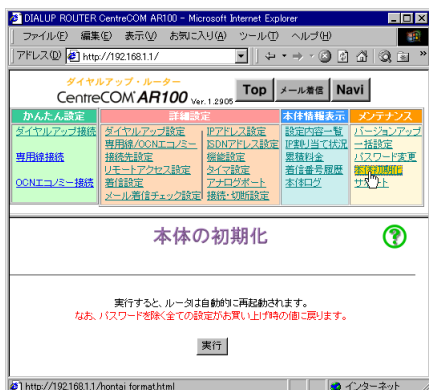 DIALUP ROUTER CentreCOM AR100 - Microsoft Internet Explorer
ファイル(F) 編集(E) 表示(V) お気に入り(A) ツール(T) ヘルプ(H)
アドレス(D) http://192.168.1.1/
ダイヤルアップ・ルーター
CentreCOM AR100 Ver. 1.2905
Top メール着信 Navi
かんたん設定 詳細設定 本体情報表示 メンテナンス
ダイヤルアップ接続 ダイヤルアップ設定 IPアドレス設定 設定内容一覧 バージョンアップ
専用線/OCNエコノミー ISDNアドレス設定 IP割り当て状況 一括設定
専用線接続 接続先設定 機能設定 累積料金 パスワード変更
リモートアクセス設定 タイマ設定 着信番号履歴 本体初期化
OCNエコノミー接続 着信設定 アナログポート 本体ログ サポート
メール着信チェック設定 接続・切断設定
本体の初期化 ?
実行すると、ルータは自動的に再起動されます。
なお、パスワードを除く全ての設定がお買い上げ時の値に戻ります。
実行
http://192.168.1.1/hontai_format.html インターネット